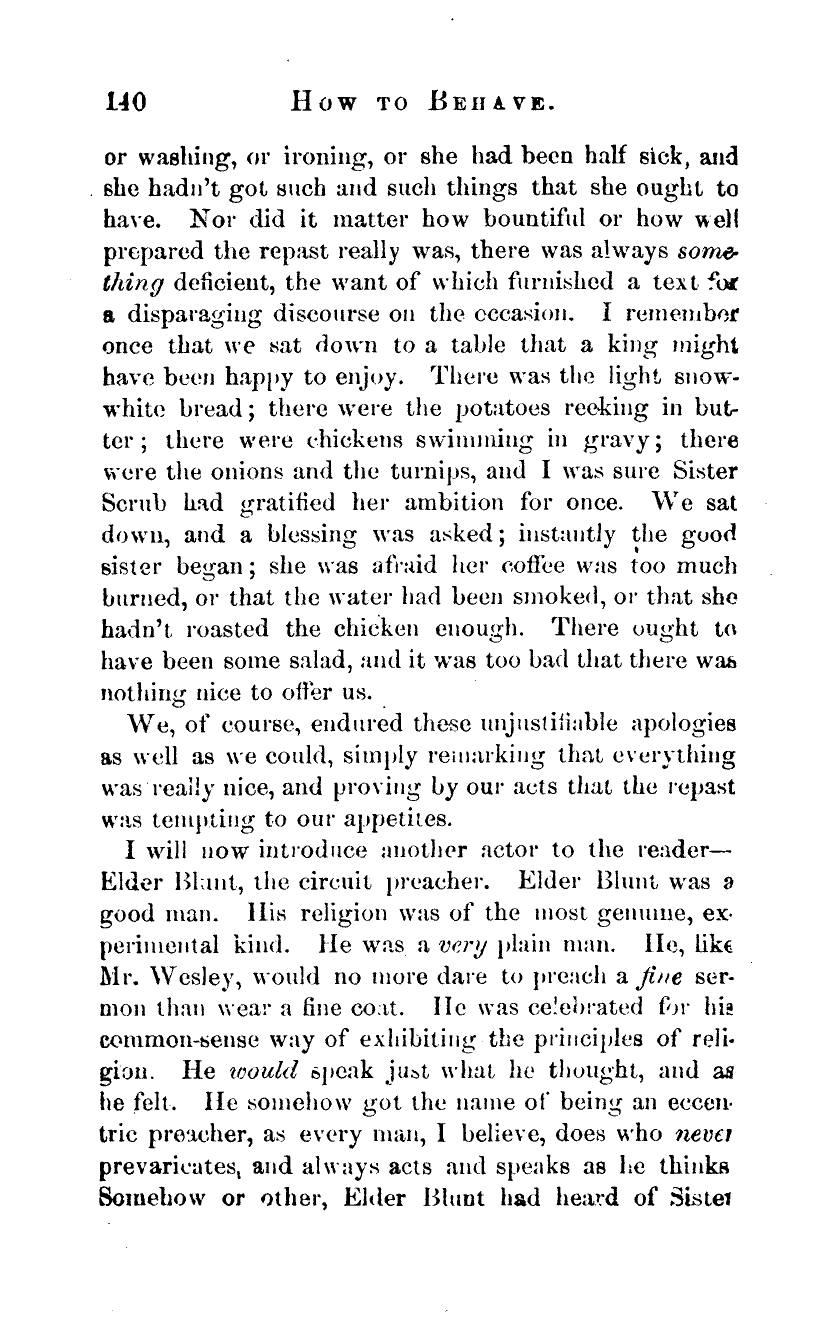 140 How to Behave.
or washing, or ironing, or she had been half sick, and
she hadn't got such and such things that she ought to
have. Nor did it matter how bountiful or how well
prepared the repast really was, there was always some-
thing deficient, the want of which furnished a text for
a disparaging discourse on the occasion. I remember
once that we sat down to a table that a king might
have been happy to enjoy. There was the light snow-
white bread; there were the potatoes reeking in but-
ter; there were chickens swimming in gravy; there
were the onions and the turnips, and I was sure Sister
Scrub had gratified her ambition for once. We sat
down, and a blessing was asked; instantly the good
sister began; she was afraid her coffee was too much
burned, or that the water had been smoked, or that she
hadn't roasted the chicken enough. There ought to
have been some salad, and it was too bad that there was
nothing nice to offer us.
We, of course, endured these unjustifiable apologies
as well as we could, simply remarking that everything
was really nice, and proving by our acts that the repast
was tempting to our appetites.
I will now introduce another actor to the reader—
Elder Blunt, the circuit preacher. Elder Blunt was a
good man. His religion was of the most genuine, ex-
perimental kind. He was a very plain man. He, like
Mr. Wesley, would no more dare to preach a fine ser-
mon than wear a fine coat. He was celebrated for his
common-sense way of exhibiting the principles of reli-
gion. He would speak just what he thought, and as
he felt. He somehow got the name of being an eccen-
tric preacher, as every man, I believe, does who never
prevaricates, and always acts and speaks as he thinks
Somehow or other, Elder Blunt had heard of Sister